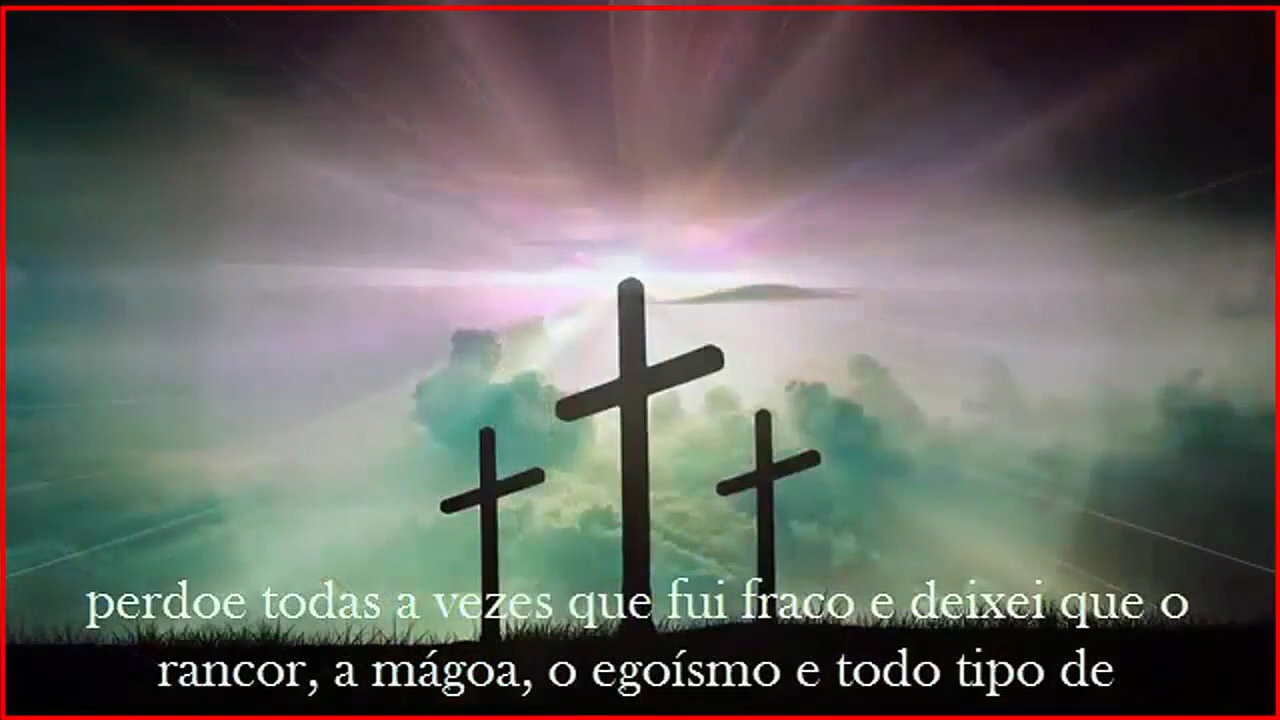 perdoe todas a vezes que fui fraco e deixei que o
rancor, a mágoa, o egoísmo e todo tipo de